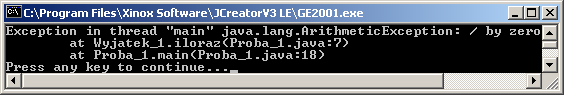 C:\Program Files\Xinox Software\JCreatorV3 LE\GE2001.exe
Exception in thread "main" java.lang.ArithmeticException: / by zero
at Wyjatek_1.iloraz(Proba_1.java:7)
at Proba_1.main(Proba_1.java:18)
Press any key to continue..._